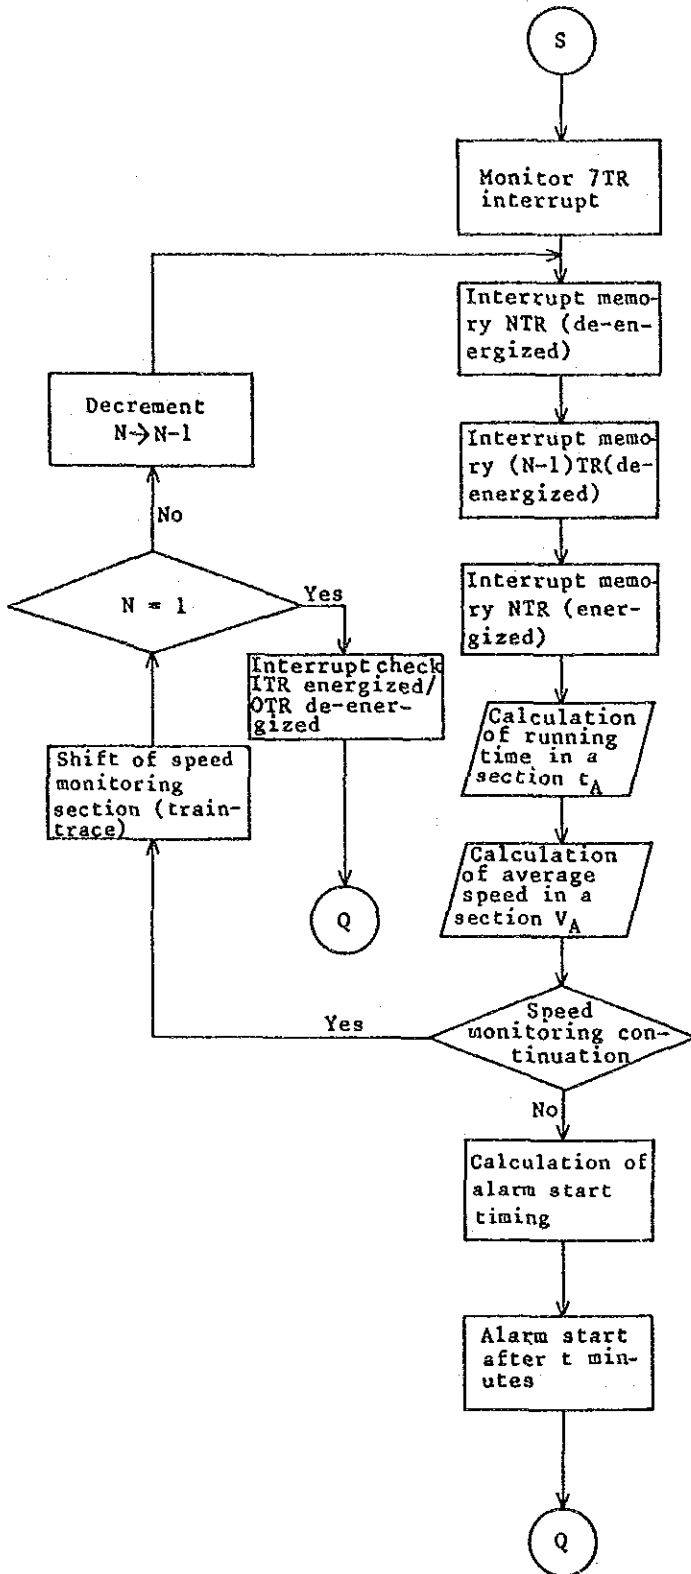 S
Monitor 7TR
interrupt
Interrupt memo-
ry NTR (de-en-
ergized)
Interrupt memo-
ry (N-1)TR(de-
energized)
Interrupt memo-
ry NTR (ener-
gized)
Calculation
of running
time in a
section tA
Calculation
of average
speed in a
section VA
Speed
monitoring con-
tinuation
Yes
No
Shift of speed
monitoring
section (train-
trace)
N = 1
Yes
No
Interrupt check
ITR energized/
OTR de-ener-
gized
Q
Decrement
N→N-1
Calculation of
alarm start
timing
Alarm start
after t min-
utes
Q